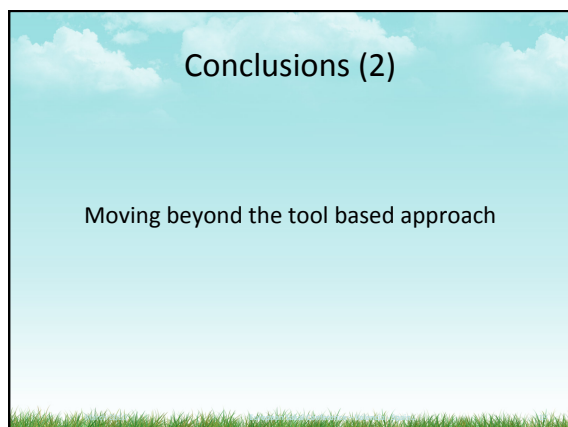 Conclusions (2)
Moving beyond the tool based approach